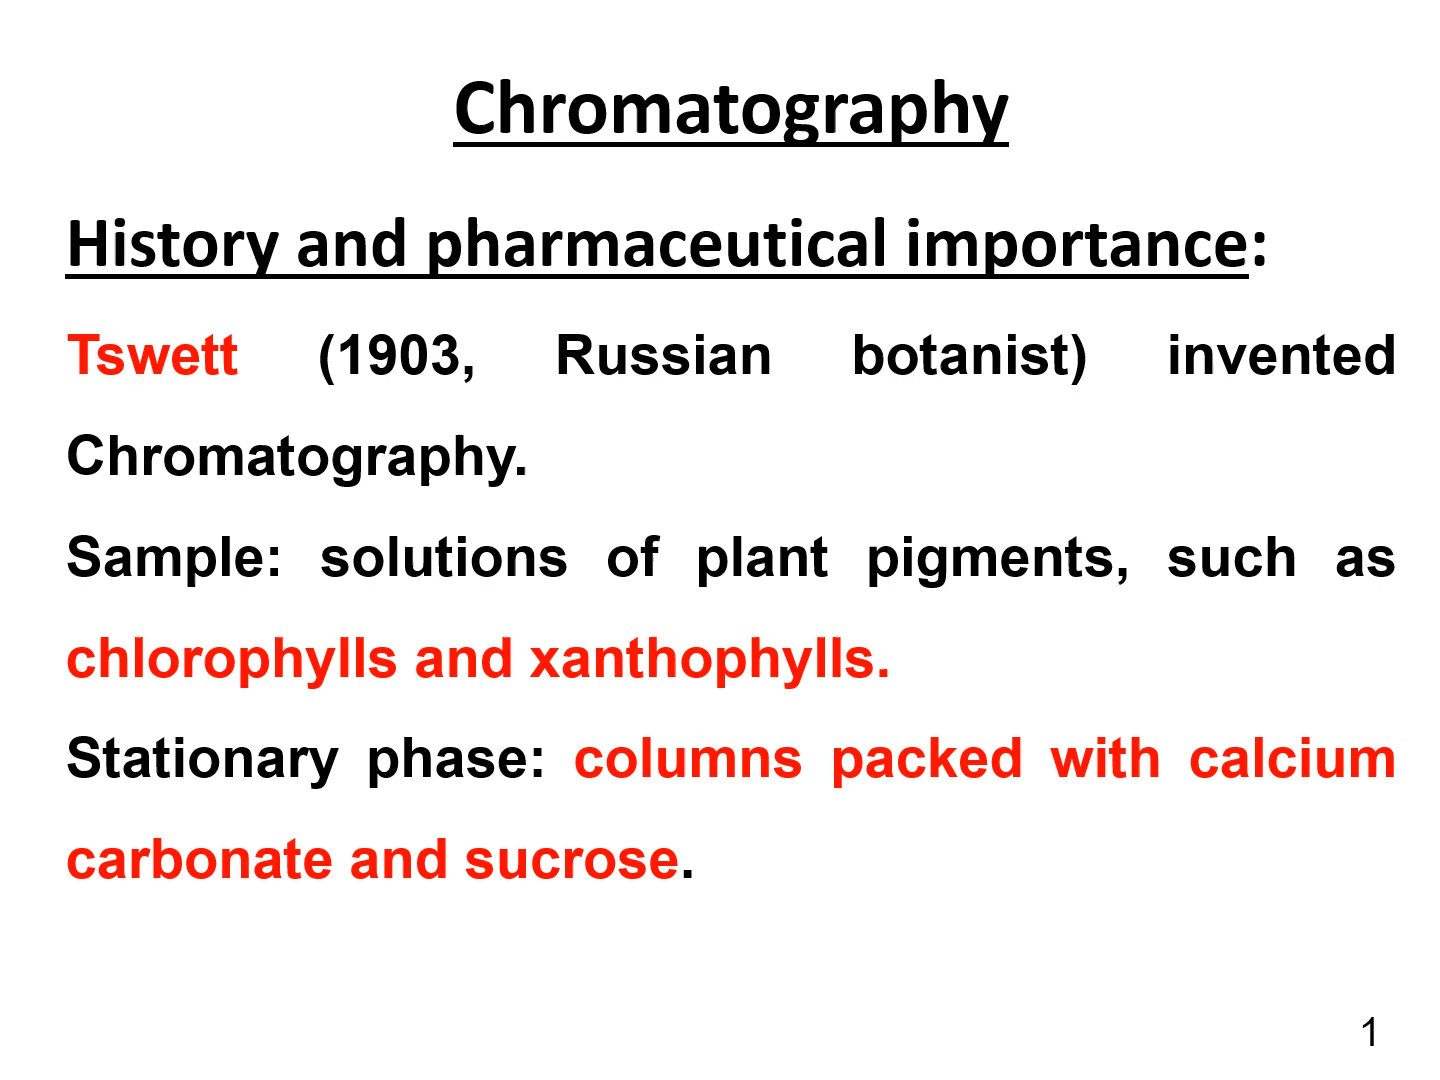 Chromatography
History and pharmaceutical importance:
Tswett (1903, Russian botanist) invented
Chromatography.
Sample: solutions of plant pigments, such as
chlorophylls and xanthophylls.
Stationary phase: columns packed with calcium
carbonate and sucrose.
1